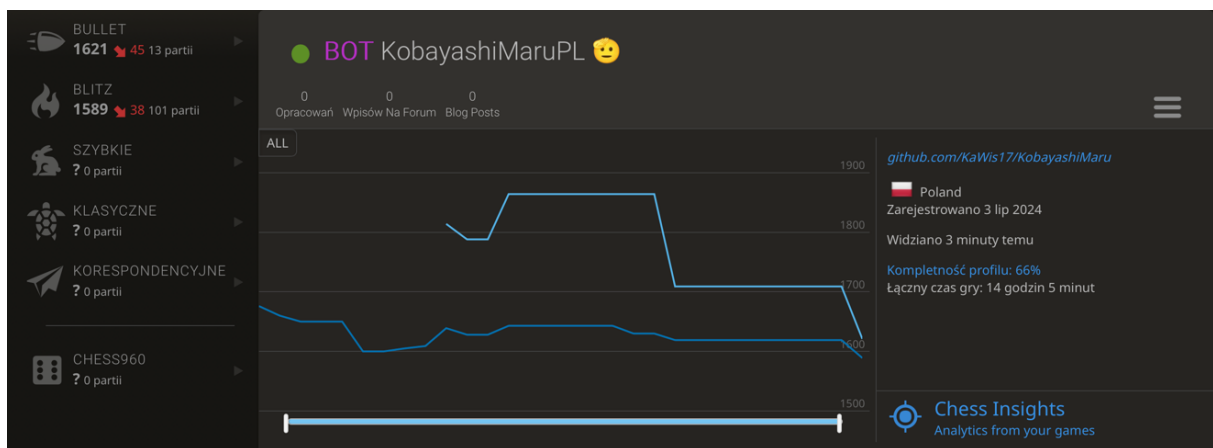 BULLET
1621 45 13 partii
BLITZ
1589 38 101 partii
SZYBKIE
? 0 partii
KLASYCZNE
? 0 partii
KORESPONDENCYJNE
? 0 partii
CHESS960
? 0 partii
BOT KobayashiMaruPL
0 0 0
Opracowań Wpisów Na Forum Blog Posts
ALL
1900
1800
1700
1600
1500
github.com/KaWis17/KobayashiMaru
Poland
Zarejestrowano 3 lip 2024
Widziano 3 minuty temu
Kompletność profilu: 66%
Łączny czas gry: 14 godzin 5 minut
Chess Insights
Analytics from your games